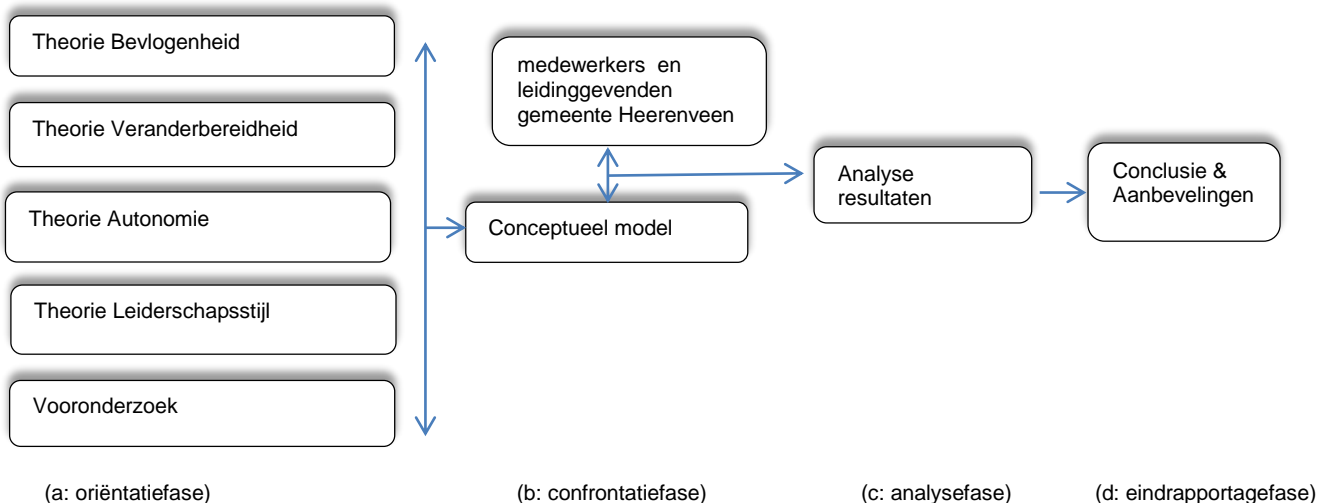 Theorie Bevlogenheid
Theorie Veranderbereidheid
Theorie Autonomie
Theorie Leiderschapsstijl
Vooronderzoek
medewerkers en
leidinggevenden
gemeente Heerenveen
Conceptueel model
Analyse
resultaten
Conclusie &
Aanbevelingen
(a: oriëntatiefase)
(b: confrontatiefase)
(c: analysefase)
(d: eindrapportagefase)